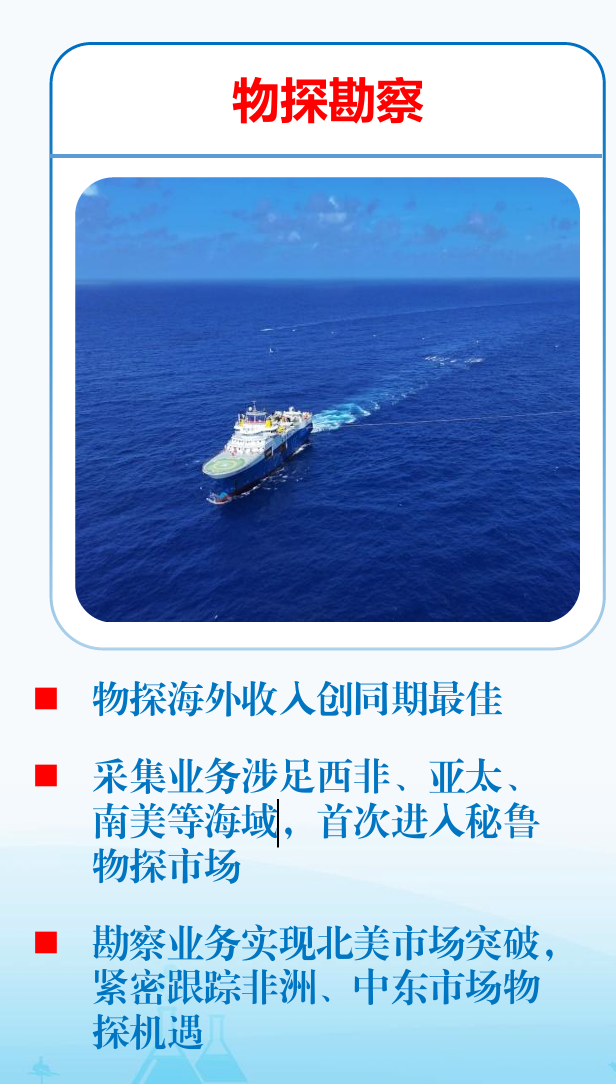 物探勘察
物探海外收入创同期最佳
采集业务涉足西非、亚太、
南美等海域，首次进入秘鲁
物探市场
勘察业务实现北美市场突破，
紧密跟踪非洲、中东市场物
探机遇